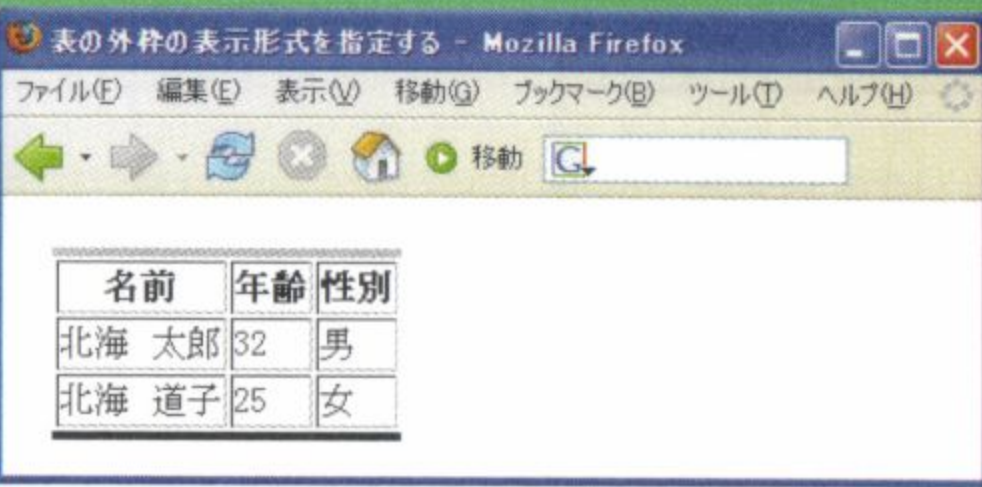 表の外枠の表示形式を指定する - Mozilla Firefox
ファイル(F) 編集(E) 表示(V) 移動(G) ブックマーク(B) ツール(T) ヘルプ(H)
移動 G
名前 年齢 性別
北海 太郎 32 男
北海 道子 25 女